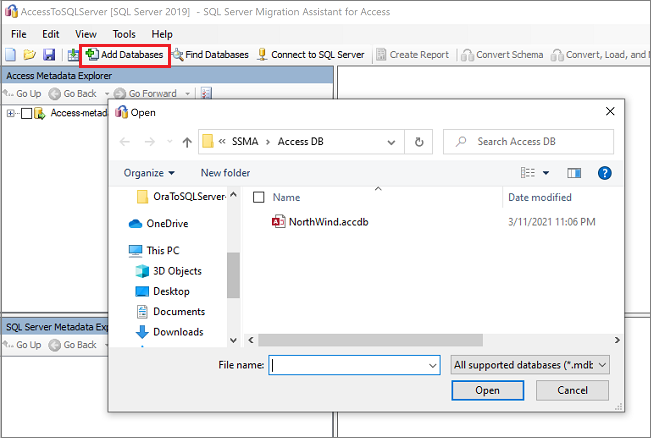 AccessToSQLServer [SQL Server 2019] - SQL Server Migration Assistant for Access
File Edit View Tools Help
Add Databases Find Databases Connect to SQL Server Create Report Convert Schema Convert, Load, and
Access Metadata Explorer
Go Up Go Back Go Forward
Access-metad
Open
« SSMA > Access DB
Search Access DB
Organize New folder
Name Date modified
OraToSQLServer
NorthWind.accdb 3/11/2021 11:06 PM
OneDrive
This PC
3D Objects
Desktop
Documents
Downloads
SQL Server Metadata Exp
Go Up Go Back
File name: All supported databases (*.mdb
Open Cancel